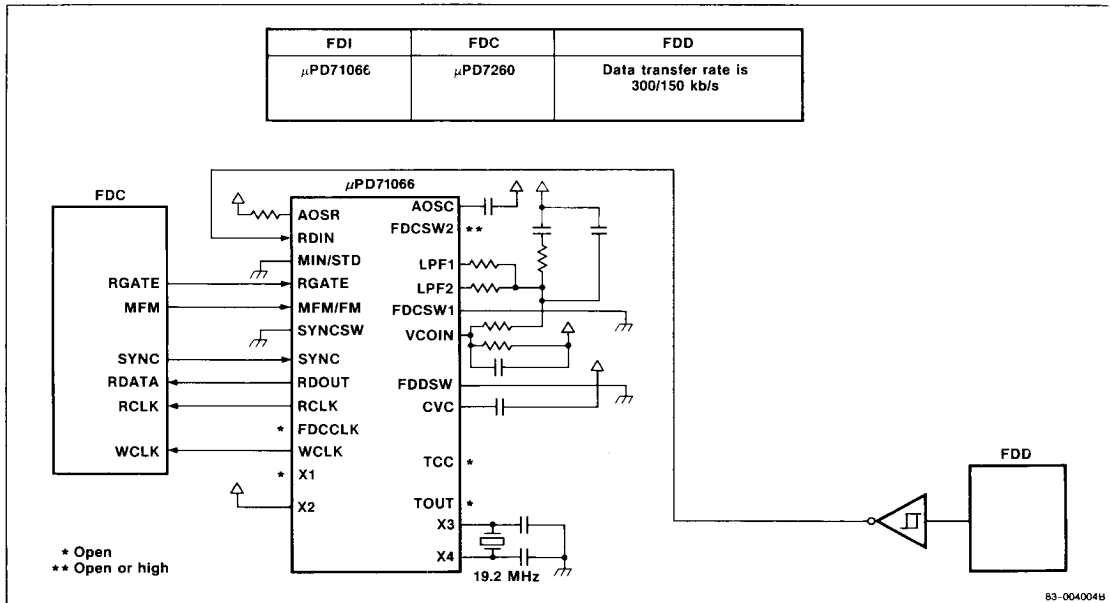 FDI FDC FDD
μPD71066 μPD7260 Data transfer rate is
300/150 kb/s
μPD71066
FDC
AOSR
RDIN
MIN/STD
RGATE RGATE
MFM MFM/FM
SYNCSW
SYNC SYNC
RDATA RDOUT
RCLK RCLK
* FDCCLK
WCLK WCLK
* X1
X2
AOSC
FDCSW2 **
LPF1
LPF2
FDCSW1
VCOIN
FDDSW
CVC
TCC *
TOUT *
X3
X4
19.2 MHz
FDD
* Open
** Open or high
83-004004B